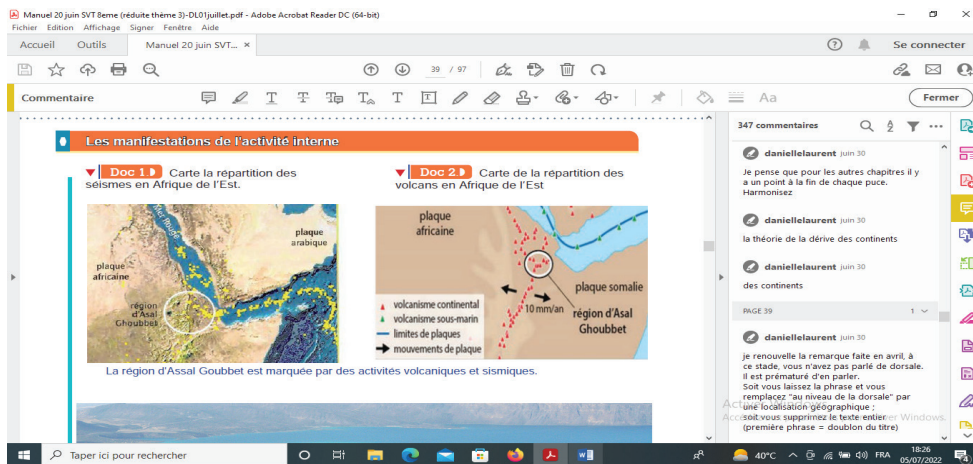 Manuel 20 juin SVT 8eme (réduite thème 3)-DL01juillet.pdf - Adobe Acrobat Reader DC (64-bit)
Fichier Edition Affichage Signer Fenêtre Aide
Accueil Outils Manuel 20 juin SVT... × Se connecter
39 / 97
Commentaire Aa Fermer
Les manifestations de l'activité interne
Doc 1 Carte la répartition des
séismes en Afrique de l'Est.
Doc 2 Carte de la répartition des
volcans en Afrique de l'Est
Mer Rouge
plaque
arabique
plaque
africaine
région
d'Asal
Ghoubbet
plaque
africaine
plaque somalie
10 mm/an
région d'Asal
Ghoubbet
volcanisme continental
volcanisme sous-marin
limites de plaques
mouvements de plaque
La région d'Assal Goubbet est marquée par des activités volcaniques et sismiques.
347 commentaires
daniellelaurent juin 30
Je pense que pour les autres chapitres il y
a un point à la fin de chaque puce.
Harmonisez
daniellelaurent juin 30
la théorie de la dérive des continents
daniellelaurent juin 30
des continents
PAGE 39 1
daniellelaurent juin 30
je renouvelle la remarque faite en avril, à
ce stade, vous n'avez pas parlé de dorsale.
Il est prématuré d'en parler.
Soit vous laissez la phrase et vous
remplacez "au niveau de la dorsale" par
une localisation géographique ;
soit vous supprimez le texte entier
(première phrase = doublon du titre)
Taper ici pour rechercher
40°C FRA 18:26
05/07/2022